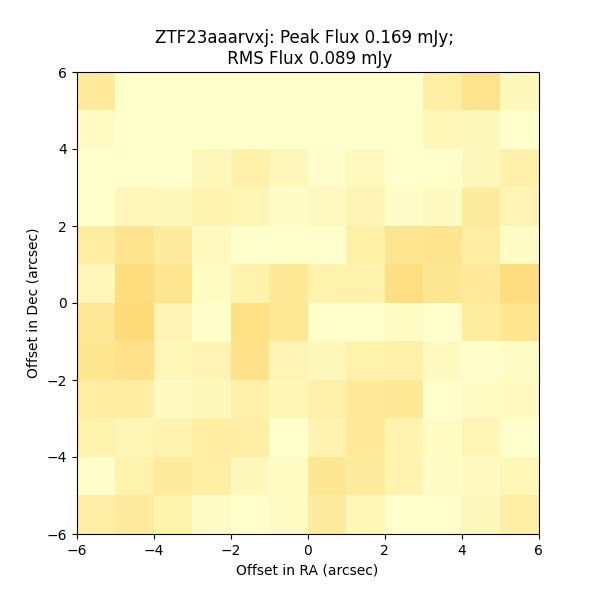 ZTF23aaarvxj: Peak Flux 0.169 mJy;
RMS Flux 0.089 mJy
6
4
2
0
−2
−4
−6
Offset in Dec (arcsec)
−6 −4 −2 0 2 4 6
Offset in RA (arcsec)